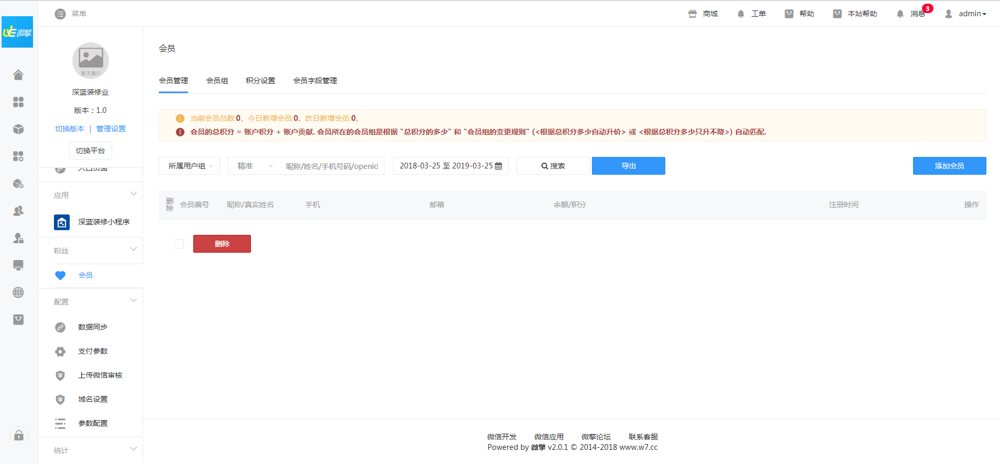 菜单
商城
工单
帮助
本站帮助
消息
3
admin
微擎
暂无图片
深蓝装修业
版本：1.0
切换版本 | 管理设置
切换平台
入口页面
应用
深蓝装修小程序
粉丝
会员
配置
数据同步
支付参数
上传微信审核
域名设置
参数配置
统计
会员
会员管理 会员组 积分设置 会员字段管理
当前会员总数:0。今日新增会员:0。昨日新增会员:0。
会员的总积分 = 账户积分 + 账户贡献. 会员所在的会员组是根据 "总积分的多少" 和 "会员组的变更规则" (<根据总积分多少自动升价> 或 <根据总积分多少只升不降>) 自动匹配.
所属用户组 精准 昵称/姓名/手机号码/openid 2018-03-25 至 2019-03-25 搜索 导出 添加会员
删除 会员编号 昵称/真实姓名 手机 邮箱 余额/积分 注册时间 操作
删除
微信开发 微信应用 微擎论坛 联系客服
Powered by 微擎 v2.0.1 © 2014-2018 www.w7.cc